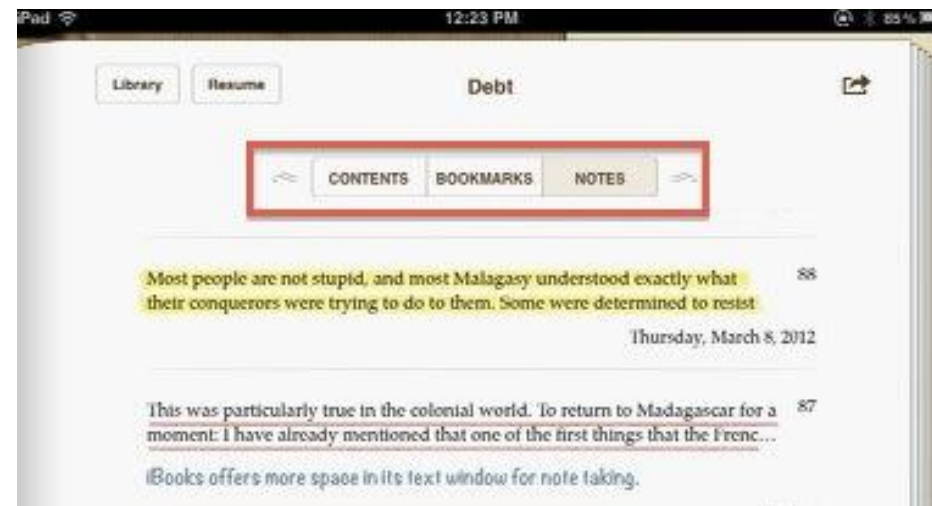 iPad 12:23 PM 85%
Library Resume Debt
CONTENTS BOOKMARKS NOTES
Most people are not stupid, and most Malagasy understood exactly what 88
their conquerors were trying to do to them. Some were determined to resist
Thursday, March 8, 2012
This was particularly true in the colonial world. To return to Madagascar for a 87
moment: I have already mentioned that one of the first things that the Frenc...
iBooks offers more space in its text window for note taking.